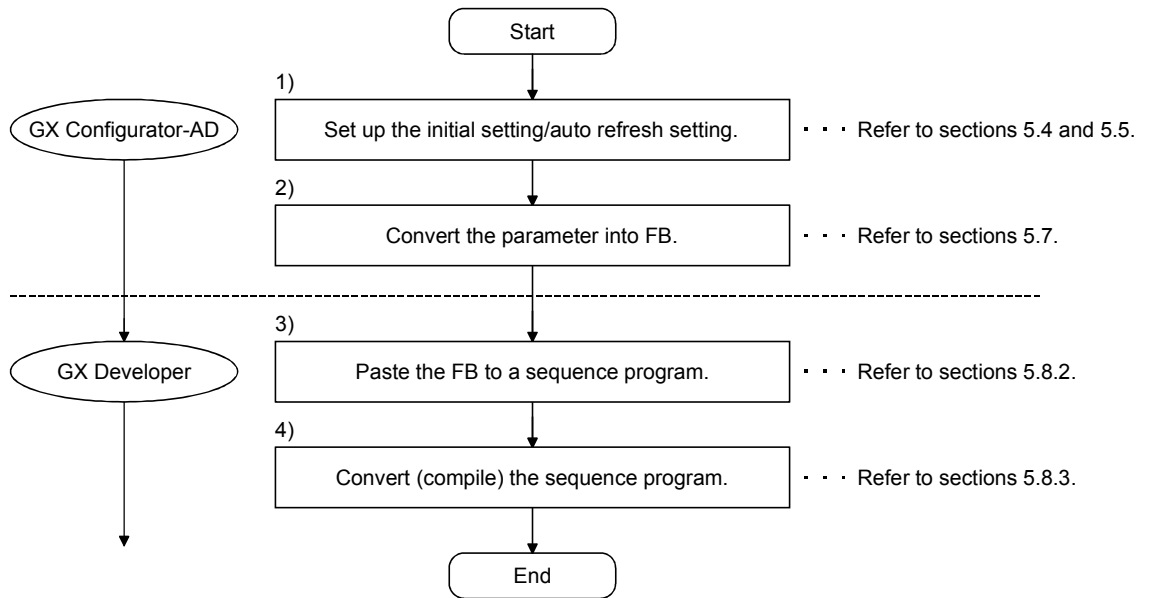 Start
1)
GX Configurator-AD
Set up the initial setting/auto refresh setting.
· · · Refer to sections 5.4 and 5.5.
2)
Convert the parameter into FB.
· · · Refer to sections 5.7.
3)
GX Developer
Paste the FB to a sequence program.
· · · Refer to sections 5.8.2.
4)
Convert (compile) the sequence program.
· · · Refer to sections 5.8.3.
End